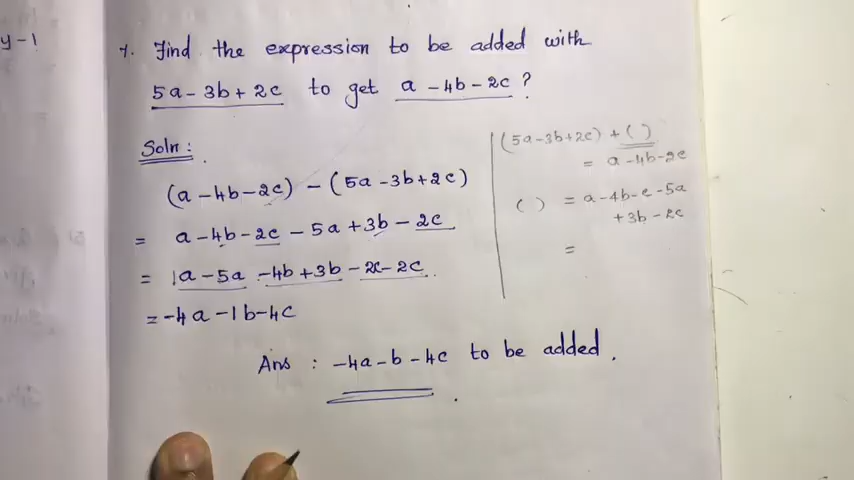 y-1
7. Find the expression to be added with
5a - 3b + 2c to get a - 4b - 2c ?
Soln :
(a - 4b - 2c) - (5a - 3b + 2c)
= a - 4b - 2c - 5a + 3b - 2c
= 1a - 5a - 4b + 3b - 2c - 2c
= -4a - 1b - 4c
Ans : -4a - b - 4c to be added .
(5a - 3b + 2c) + ( )
= a - 4b - 2c
( ) = a - 4b - c - 5a
+ 3b - 2c
=